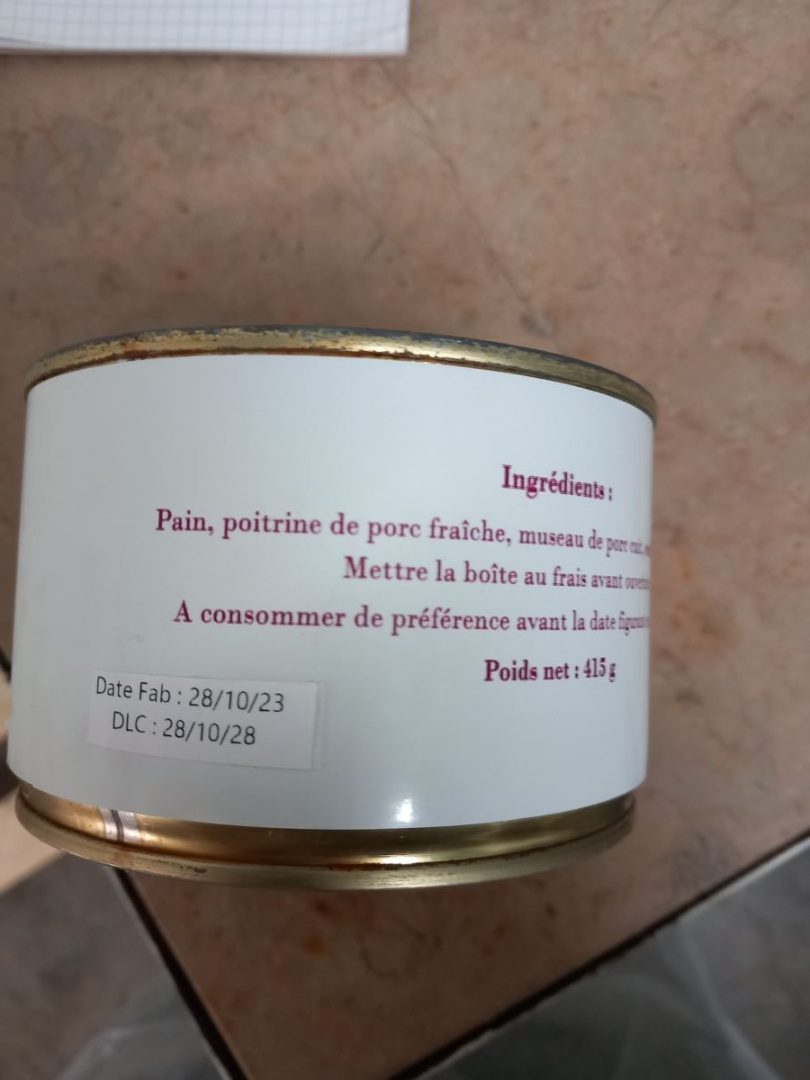 Ingrédients :
Pain, poitrine de porc fraîche, museau de porc cuit,
Mettre la boîte au frais avant
A consommer de préférence avant la date
Poids net : 415 g
Date Fab : 28/10/23
DLC : 28/10/28